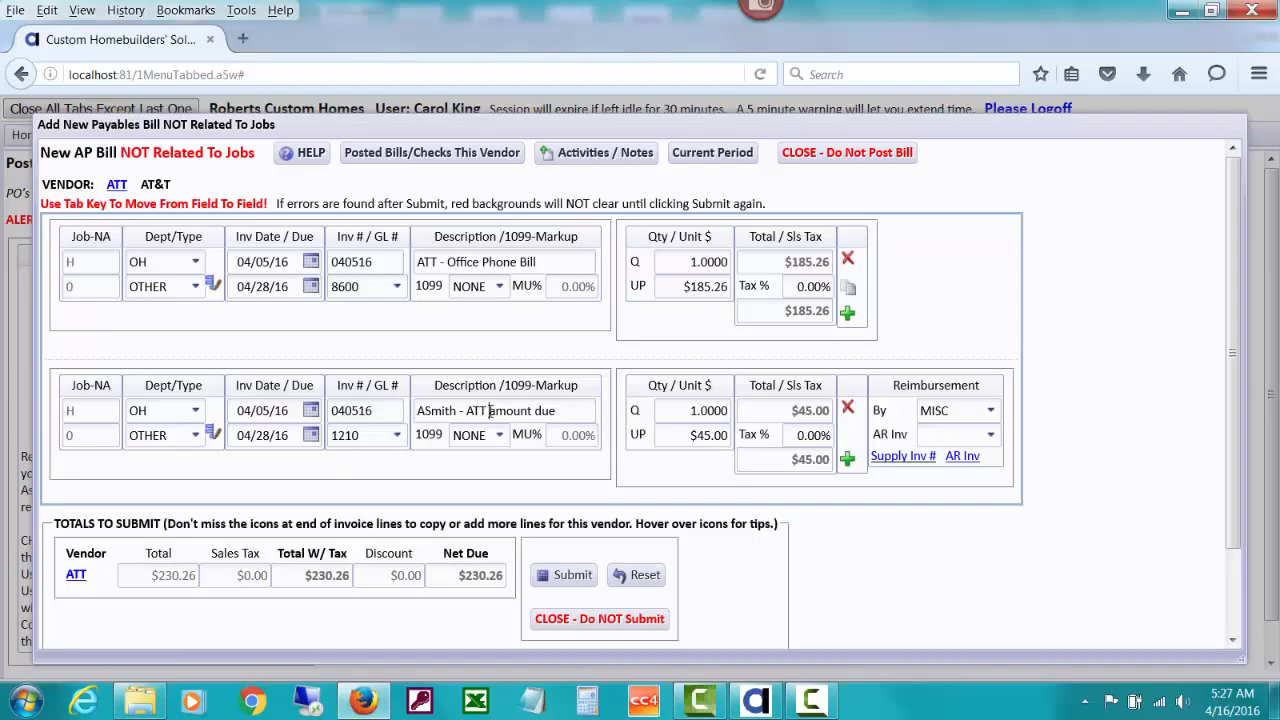 File Edit View History Bookmarks Tools Help
Custom Homebuilders' Sol...
localhost:81/1MenuTabbed.a5w#
Search
Close All Tabs Except Last One Roberts Custom Homes User: Carol King Session will expire if left idle for 30 minutes. A 5 minute warning will let you extend time. Please Logoff
Add New Payables Bill NOT Related To Jobs
New AP Bill NOT Related To Jobs HELP Posted Bills/Checks This Vendor Activities / Notes Current Period CLOSE - Do Not Post Bill
VENDOR: ATT AT&T
Use Tab Key To Move From Field To Field! If errors are found after Submit, red backgrounds will NOT clear until clicking Submit again.
Job-NA Dept/Type Inv Date / Due Inv # / GL # Description /1099-Markup Qty / Unit $ Total / Sls Tax
H OH 04/05/16 040516 ATT - Office Phone Bill Q 1.0000 $185.26
0 OTHER 04/28/16 8600 1099 NONE MU% 0.00% UP $185.26 Tax % 0.00%
$185.26
Job-NA Dept/Type Inv Date / Due Inv # / GL # Description /1099-Markup Qty / Unit $ Total / Sls Tax Reimbursement
H OH 04/05/16 040516 ASmith - ATT amount due Q 1.0000 $45.00 By MISC
0 OTHER 04/28/16 1210 1099 NONE MU% 0.00% UP $45.00 Tax % 0.00% AR Inv
$45.00 Supply Inv # AR Inv
TOTALS TO SUBMIT (Don't miss the icons at end of invoice lines to copy or add more lines for this vendor. Hover over icons for tips.)
Vendor Total Sales Tax Total W/ Tax Discount Net Due
ATT $230.26 $0.00 $230.26 $0.00 $230.26 Submit Reset
CLOSE - Do NOT Submit
CC4
5:27 AM
4/16/2016